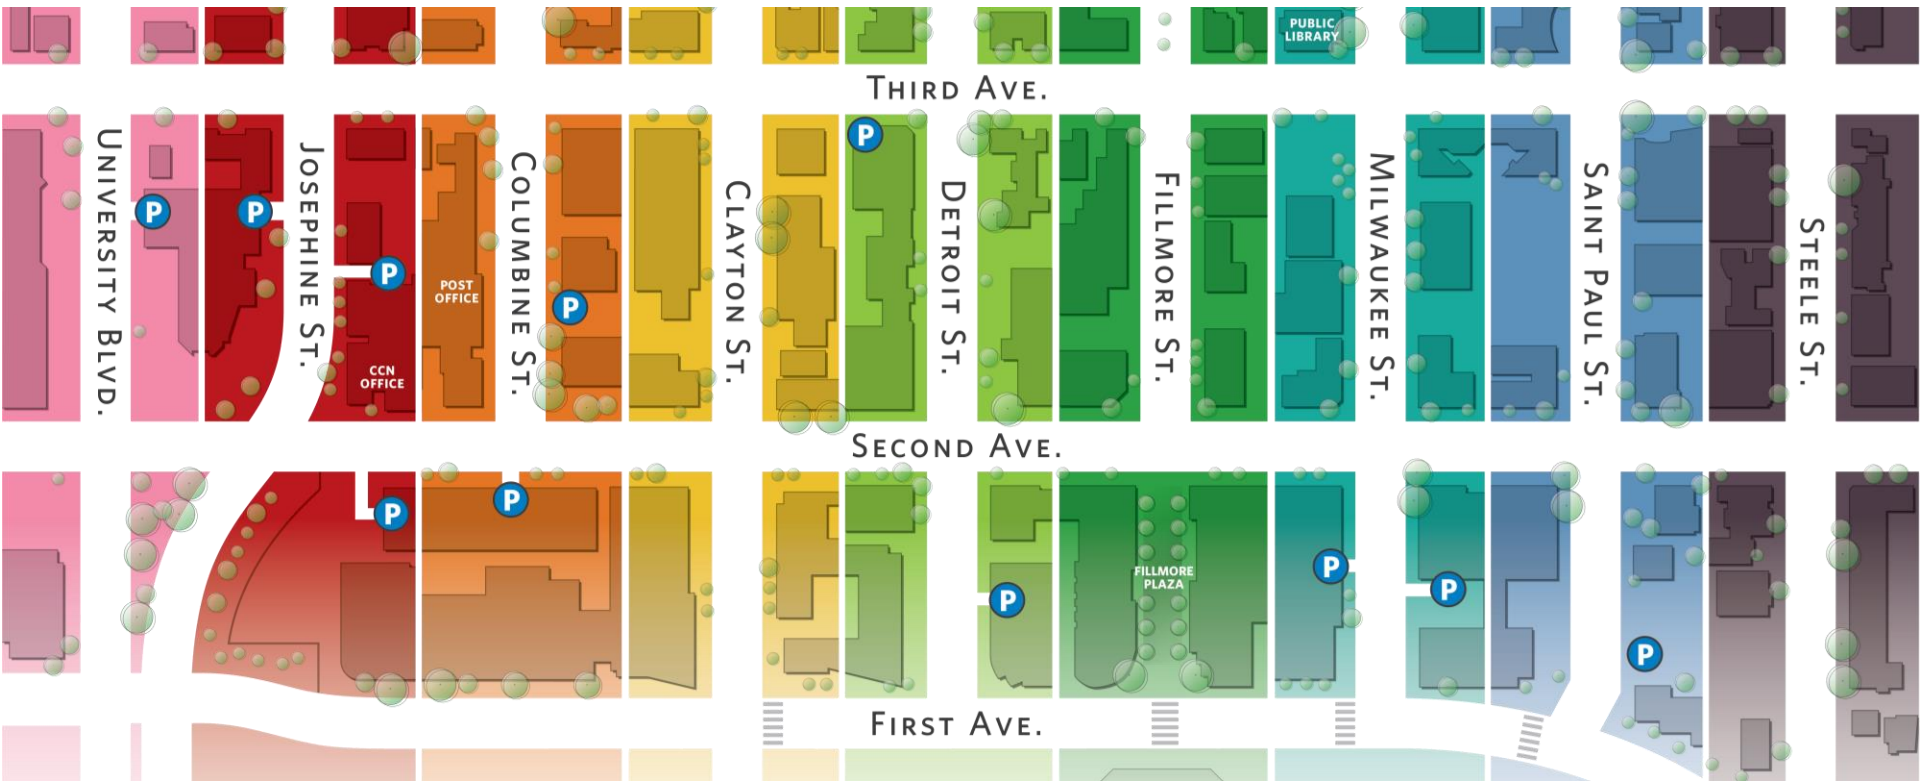 PUBLIC
LIBRARY
THIRD AVE.
UNIVERSITY BLVD.
JOSEPHINE ST.
COLUMBINE ST.
CLAYTON ST.
DETROIT ST.
FILLMORE ST.
MILWAUKEE ST.
SAINT PAUL ST.
STEELE ST.
P
P
P
P
P
POST
OFFICE
CCN
OFFICE
SECOND AVE.
P
P
P
P
P
P
FILLMORE
PLAZA
FIRST AVE.